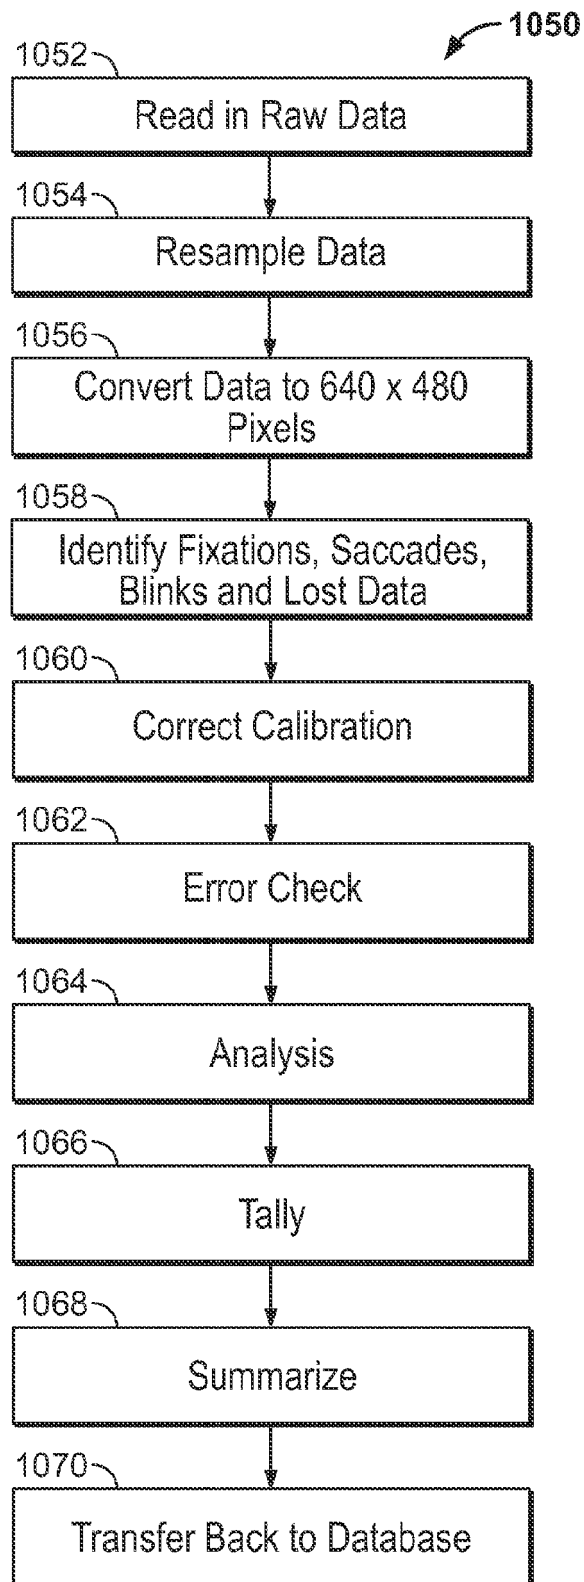 1050
1052
Read in Raw Data
1054
Resample Data
1056
Convert Data to 640 x 480
Pixels
1058
Identify Fixations, Saccades,
Blinks and Lost Data
1060
Correct Calibration
1062
Error Check
1064
Analysis
1066
Tally
1068
Summarize
1070
Transfer Back to Database